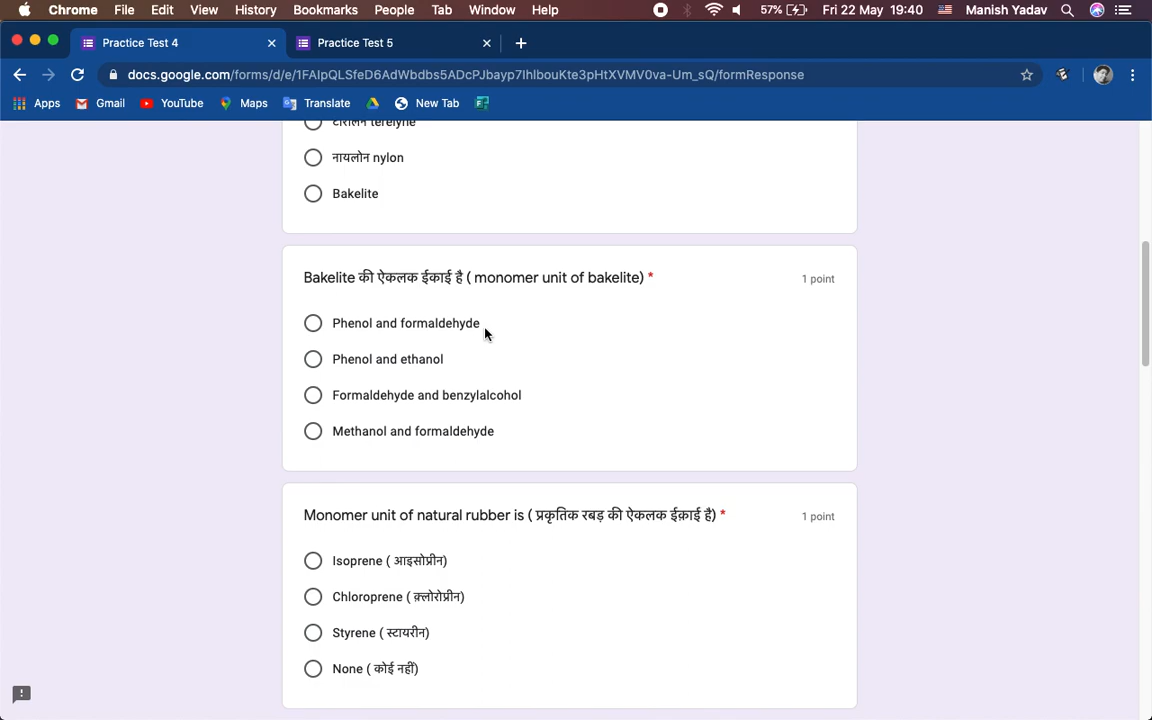 Chrome File Edit View History Bookmarks People Tab Window Help 57% Fri 22 May 19:40 Manish Yadav
Practice Test 4 Practice Test 5
docs.google.com/forms/d/e/1FAIpQLSfeD6AdWbdbs5ADcPJbayp7IhIbouKte3pHtXVMV0va-Um_sQ/formResponse
Apps Gmail YouTube Maps Translate New Tab
टेरीलीन terelyne
नायलोन nylon
Bakelite
Bakelite की ऐकलक ईकाई है ( monomer unit of bakelite) * 1 point
Phenol and formaldehyde
Phenol and ethanol
Formaldehyde and benzylalcohol
Methanol and formaldehyde
Monomer unit of natural rubber is ( प्रकृतिक रबड़ की ऐकलक ईक़ाई है) * 1 point
Isoprene ( आइसोप्रीन)
Chloroprene ( क़्लोरोप्रीन)
Styrene ( स्टायरीन)
None ( कोई नहीं)